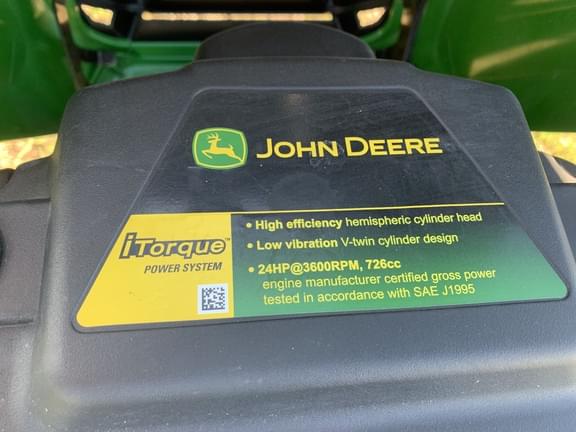 JOHN DEERE
iTorque™
POWER SYSTEM
• High efficiency hemispheric cylinder head
• Low vibration V-twin cylinder design
• 24HP@3600RPM, 726cc
engine manufacturer certified gross power
tested in accordance with SAE J1995